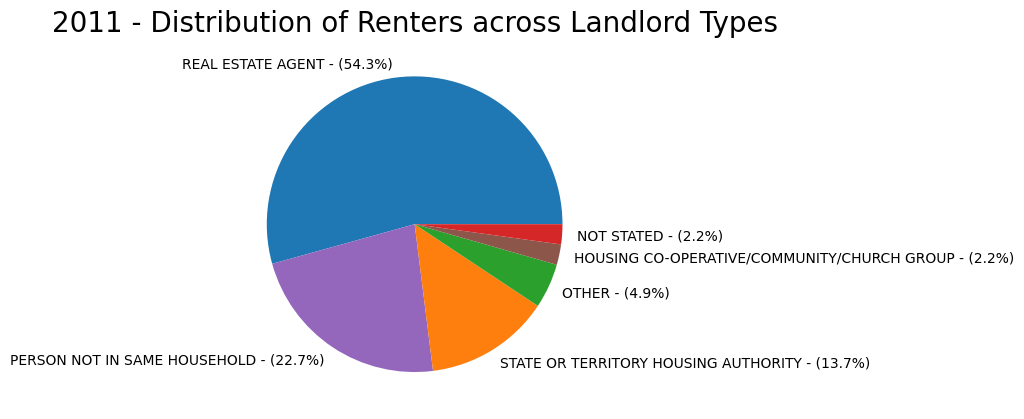 2011 - Distribution of Renters across Landlord Types
REAL ESTATE AGENT - (54.3%)
NOT STATED - (2.2%)
HOUSING CO-OPERATIVE/COMMUNITY/CHURCH GROUP - (2.2%)
OTHER - (4.9%)
PERSON NOT IN SAME HOUSEHOLD - (22.7%)
STATE OR TERRITORY HOUSING AUTHORITY - (13.7%)